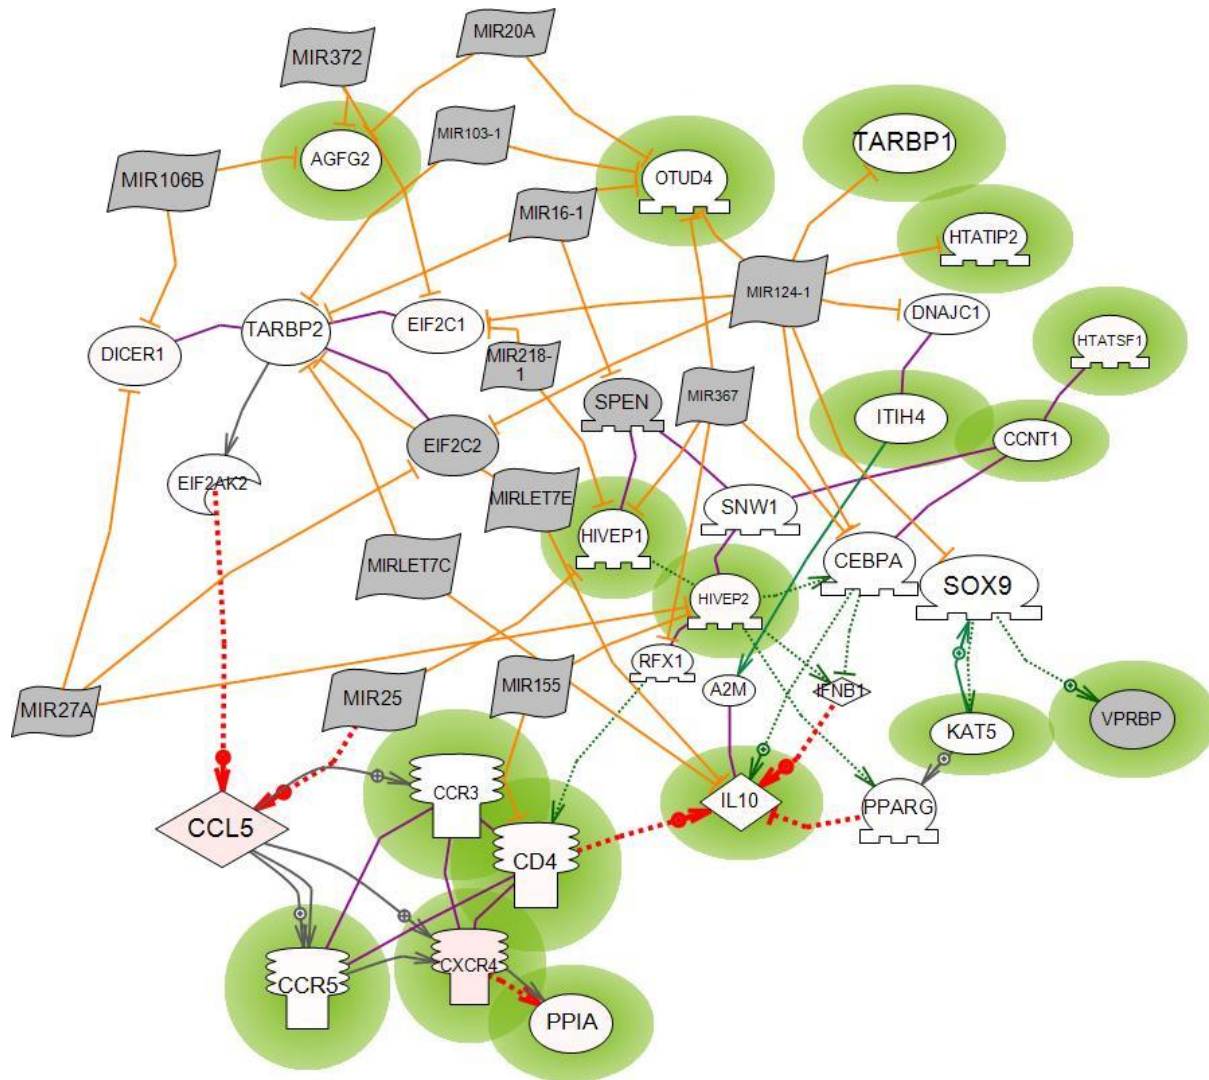 MIR20A
MIR372
MIR103-1
AGFG2
TARBP1
MIR106B
OTUD4
MIR16-1
HTATIP2
MIR124-1
DNAJC1
TARBP2
EIF2C1
DICER1
HTATSF1
MIR218-
1
SPEN
MIR367
ITIH4
EIF2C2
CCNT1
EIF2AK2
MIRLET7E
SNW1
HIVEP1
CEBPA
MIRLET7C
SOX9
HIVEP2
RFX1
MIR155
A2M
IFNB1
MIR25
MIR27A
VPRBP
KAT5
CCR3
IL10
PPARG
CCL5
CD4
CXCR4
CCR5
PPIA